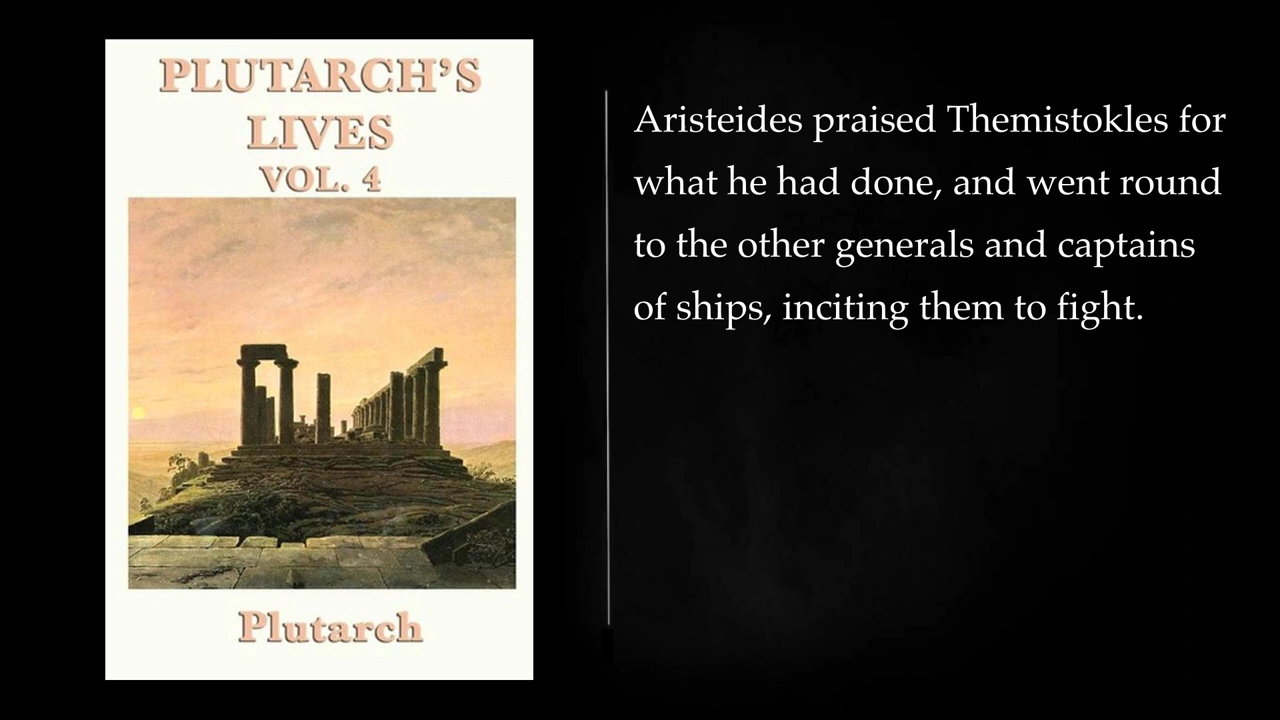 PLUTARCH'S
LIVES
VOL. 4
Plutarch
Aristeides praised Themistokles for
what he had done, and went round
to the other generals and captains
of ships, inciting them to fight.